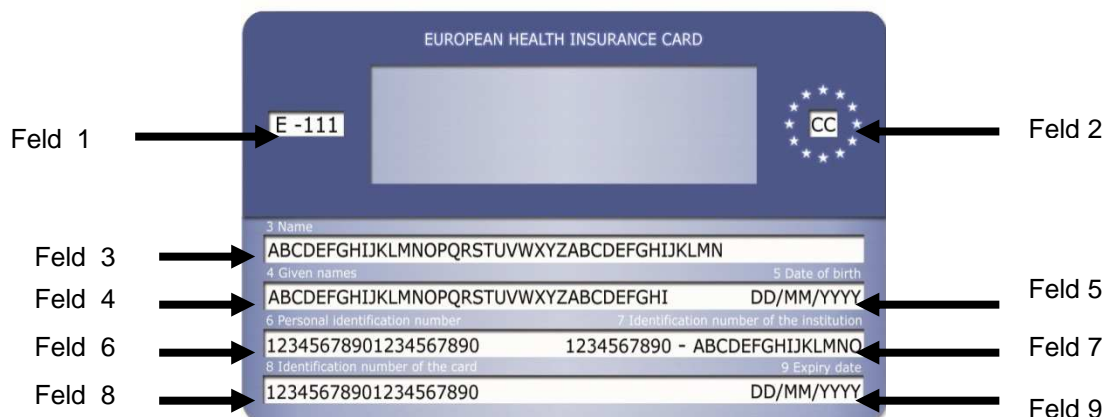 EUROPEAN HEALTH INSURANCE CARD
Feld 1
E -111
CC
Feld 2
3 Name
Feld 3
ABCDEFGHIJKLMNOPQRSTUVWXYZABCDEFGHIJKLMN
4 Given names 5 Date of birth
Feld 4
ABCDEFGHIJKLMNOPQRSTUVWXYZABCDEFGHI DD/MM/YYYY
Feld 5
6 Personal identification number 7 Identification number of the institution
Feld 6
12345678901234567890 1234567890 - ABCDEFGHIJKLMNO
Feld 7
8 Identification number of the card 9 Expiry date
Feld 8
12345678901234567890 DD/MM/YYYY
Feld 9